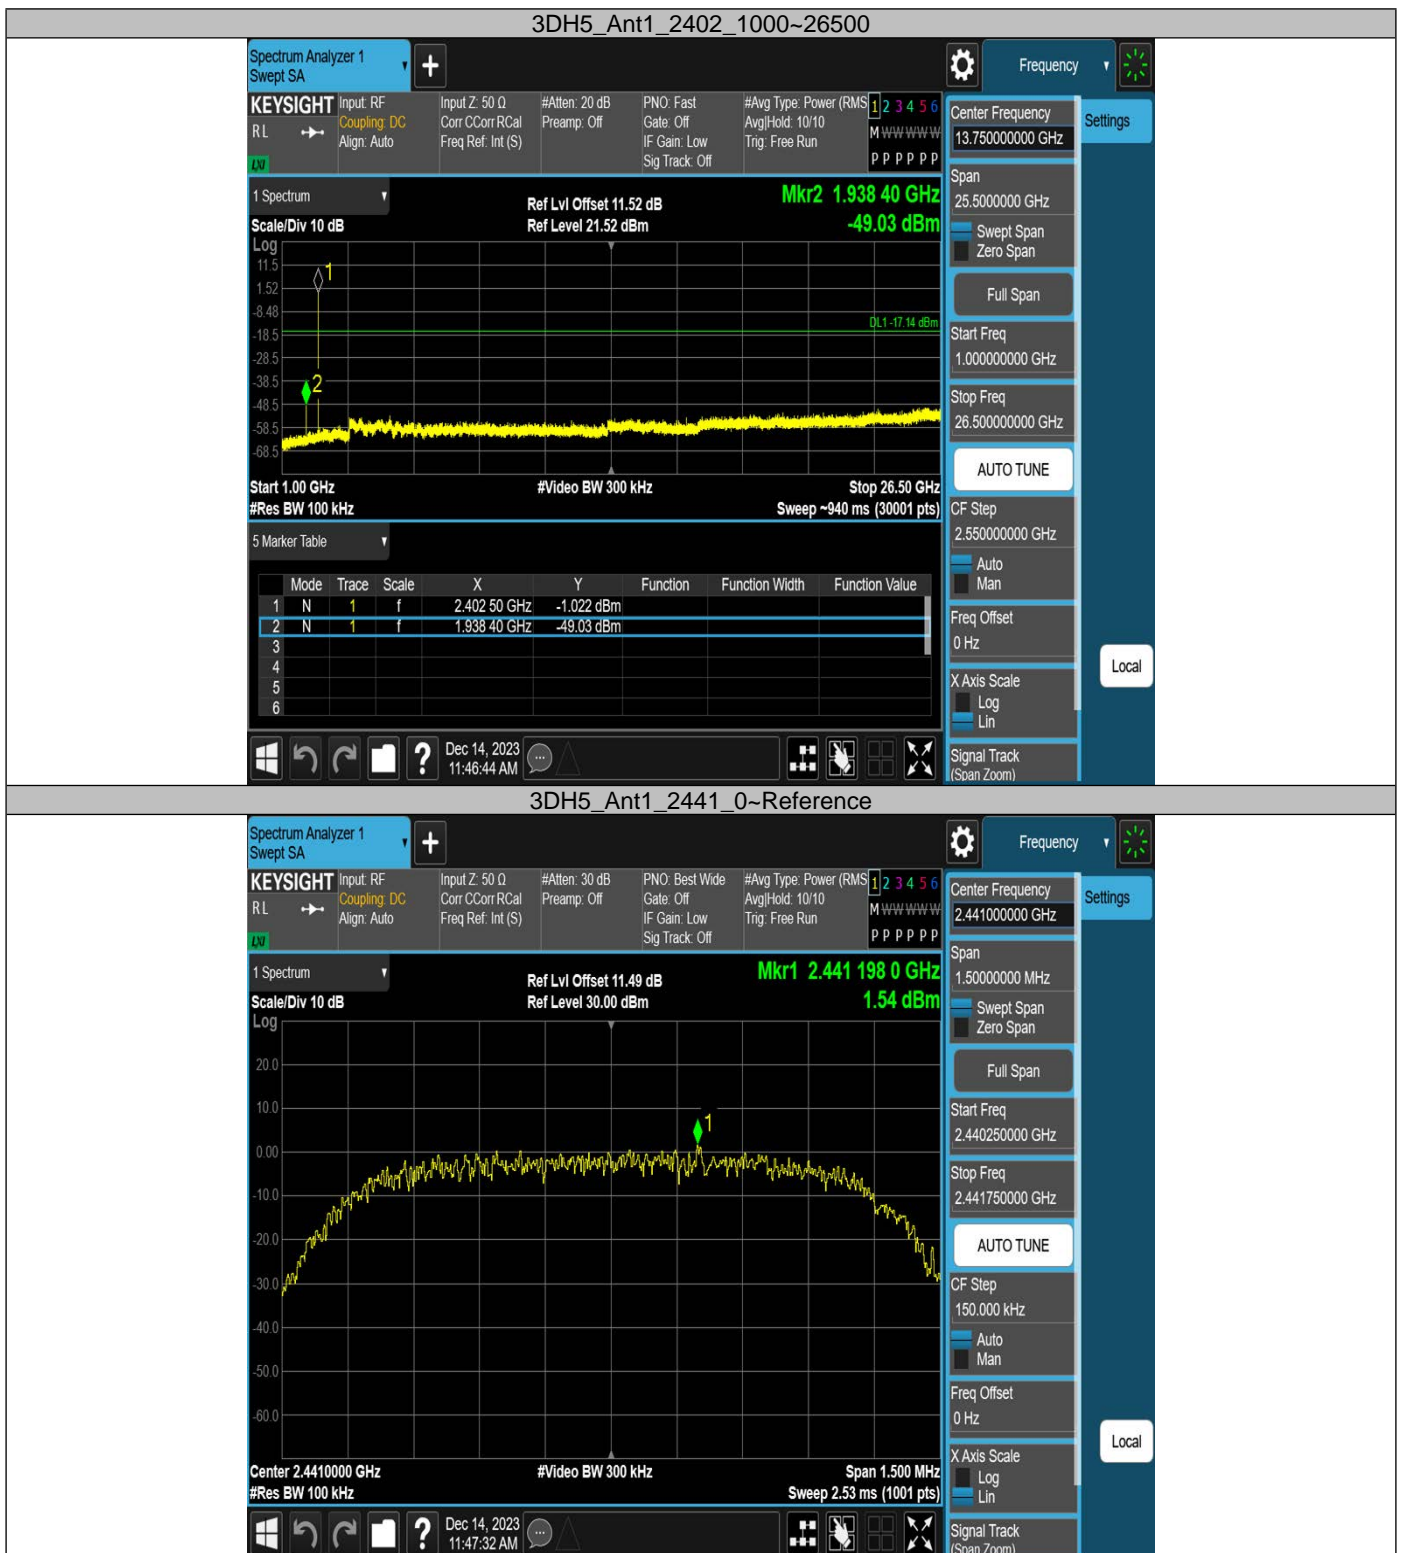 3DH5_Ant1_2402_1000~26500
Spectrum Analyzer 1
Swept SA
+
Frequency
KEYSIGHT
RL
LXI
Input: RF
Coupling: DC
Align: Auto
Input Z: 50 Ω
Corr CCorr RCal
Freq Ref: Int (S)
#Atten: 20 dB
Preamp: Off
PNO: Fast
Gate: Off
IF Gain: Low
Sig Track: Off
#Avg Type: Power (RMS
Avg|Hold: 10/10
Trig: Free Run
1 2 3 4 5 6
M W W W W W
P P P P P P
Center Frequency
13.750000000 GHz
Settings
Span
25.5000000 GHz
Swept Span
Zero Span
Full Span
Start Freq
1.000000000 GHz
Stop Freq
26.500000000 GHz
AUTO TUNE
CF Step
2.550000000 GHz
Auto
Man
Freq Offset
0 Hz
X Axis Scale
Log
Lin
Signal Track
(Span Zoom)
Local
1 Spectrum
Scale/Div 10 dB
Log
Ref Lvl Offset 11.52 dB
Ref Level 21.52 dBm
Mkr2 1.938 40 GHz
-49.03 dBm
11.5
1.52
-8.48
-18.5
-28.5
-38.5
-48.5
-58.5
-68.5
1
2
DL1 -17.14 dBm
Start 1.00 GHz
#Res BW 100 kHz
#Video BW 300 kHz
Stop 26.50 GHz
Sweep ~940 ms (30001 pts)
5 Marker Table
Mode Trace Scale X Y Function Function Width Function Value
1 N 1 f 2.402 50 GHz -1.022 dBm
2 N 1 f 1.938 40 GHz -49.03 dBm
3
4
5
6
?
Dec 14, 2023
11:46:44 AM
3DH5_Ant1_2441_0~Reference
Spectrum Analyzer 1
Swept SA
+
Frequency
KEYSIGHT
RL
LXI
Input: RF
Coupling: DC
Align: Auto
Input Z: 50 Ω
Corr CCorr RCal
Freq Ref: Int (S)
#Atten: 30 dB
Preamp: Off
PNO: Best Wide
Gate: Off
IF Gain: Low
Sig Track: Off
#Avg Type: Power (RMS
Avg|Hold: 10/10
Trig: Free Run
1 2 3 4 5 6
M W W W W W
P P P P P P
Center Frequency
2.441000000 GHz
Settings
Span
1.50000000 MHz
Swept Span
Zero Span
Full Span
Start Freq
2.440250000 GHz
Stop Freq
2.441750000 GHz
AUTO TUNE
CF Step
150.000 kHz
Auto
Man
Freq Offset
0 Hz
X Axis Scale
Log
Lin
Signal Track
(Span Zoom)
Local
1 Spectrum
Scale/Div 10 dB
Log
Ref Lvl Offset 11.49 dB
Ref Level 30.00 dBm
Mkr1 2.441 198 0 GHz
1.54 dBm
20.0
10.0
0.00
-10.0
-20.0
-30.0
-40.0
-50.0
-60.0
1
Center 2.4410000 GHz
#Res BW 100 kHz
#Video BW 300 kHz
Span 1.500 MHz
Sweep 2.53 ms (1001 pts)
?
Dec 14, 2023
11:47:32 AM